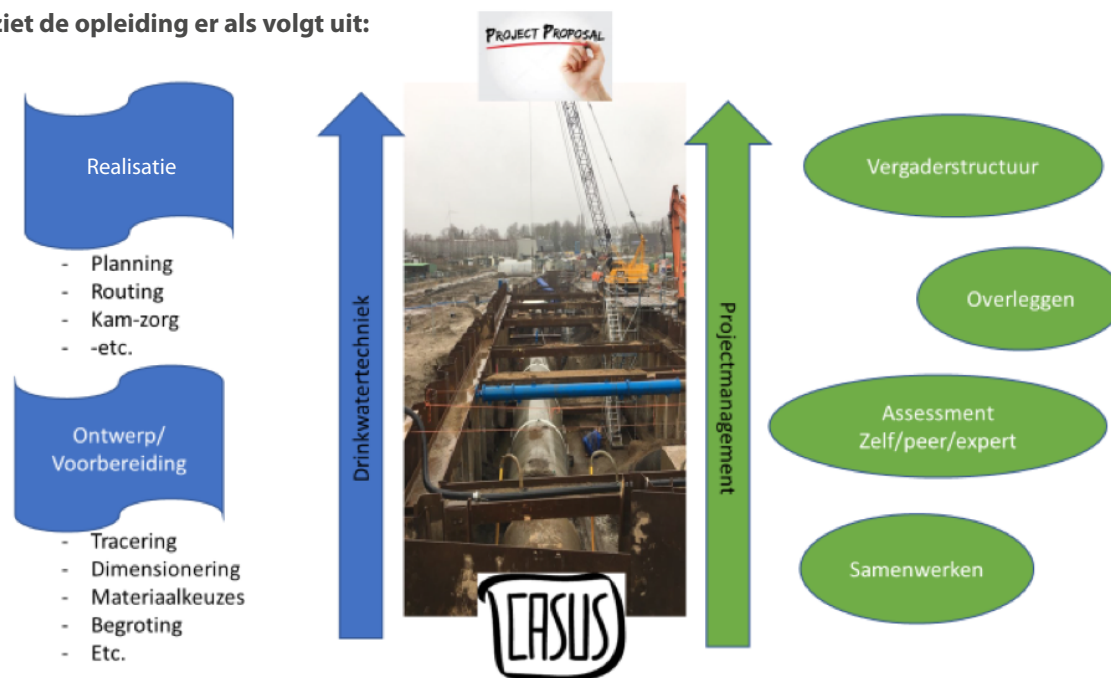 ziet de opleiding er als volgt uit:
PROJECT PROPOSAL
Realisatie
- Planning
- Routing
- Kam-zorg
- -etc.
Ontwerp/
Voorbereiding
- Tracering
- Dimensionering
- Materiaalkeuzes
- Begroting
- Etc.
Drinkwatertechniek
CASUS
Projectmanagement
Vergaderstructuur
Overleggen
Assessment
Zelf/peer/expert
Samenwerken